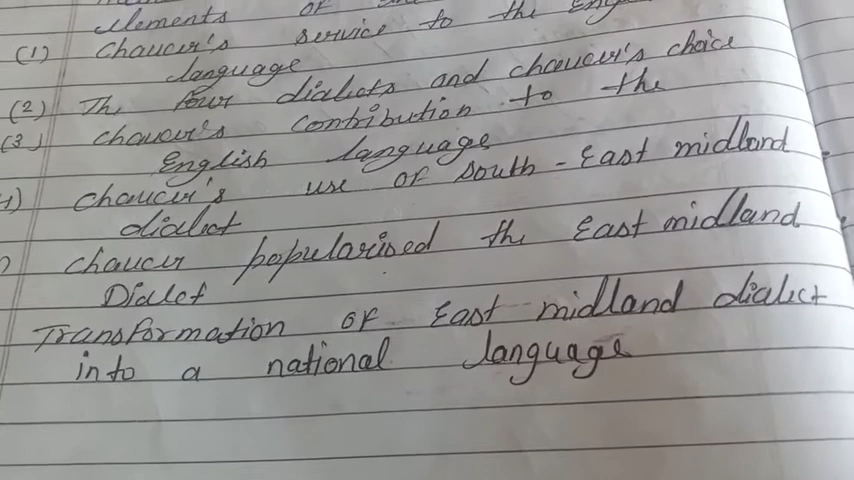 elements of
(1) Chaucer's service to the Eng
language
(2) The four dialects and chaucer's choice
(3) chaucer's contribution to the
English language
chaucer's use of south-East midland
dialect
chaucer popularised the East midland
Dialet
Transformation of East midland dialect
into a national language